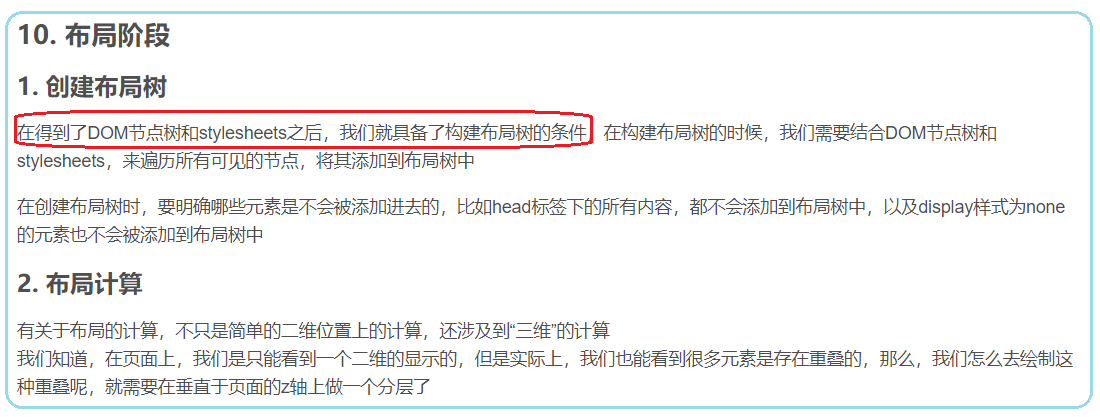 10. 布局阶段
1. 创建布局树
在得到了DOM节点树和stylesheets之后，我们就具备了构建布局树的条件 在构建布局树的时候，我们需要结合DOM节点树和
stylesheets，来遍历所有可见的节点，将其添加到布局树中
在创建布局树时，要明确哪些元素是不会被添加进去的，比如head标签下的所有内容，都不会添加到布局树中，以及display样式为none
的元素也不会被添加到布局树中
2. 布局计算
有关于布局的计算，不只是简单的二维位置上的计算，还涉及到“三维”的计算
我们知道，在页面上，我们是只能看到一个二维的显示的，但是实际上，我们也能看到很多元素是存在重叠的，那么，我们怎么去绘制这
种重叠呢，就需要在垂直于页面的z轴上做一个分层了